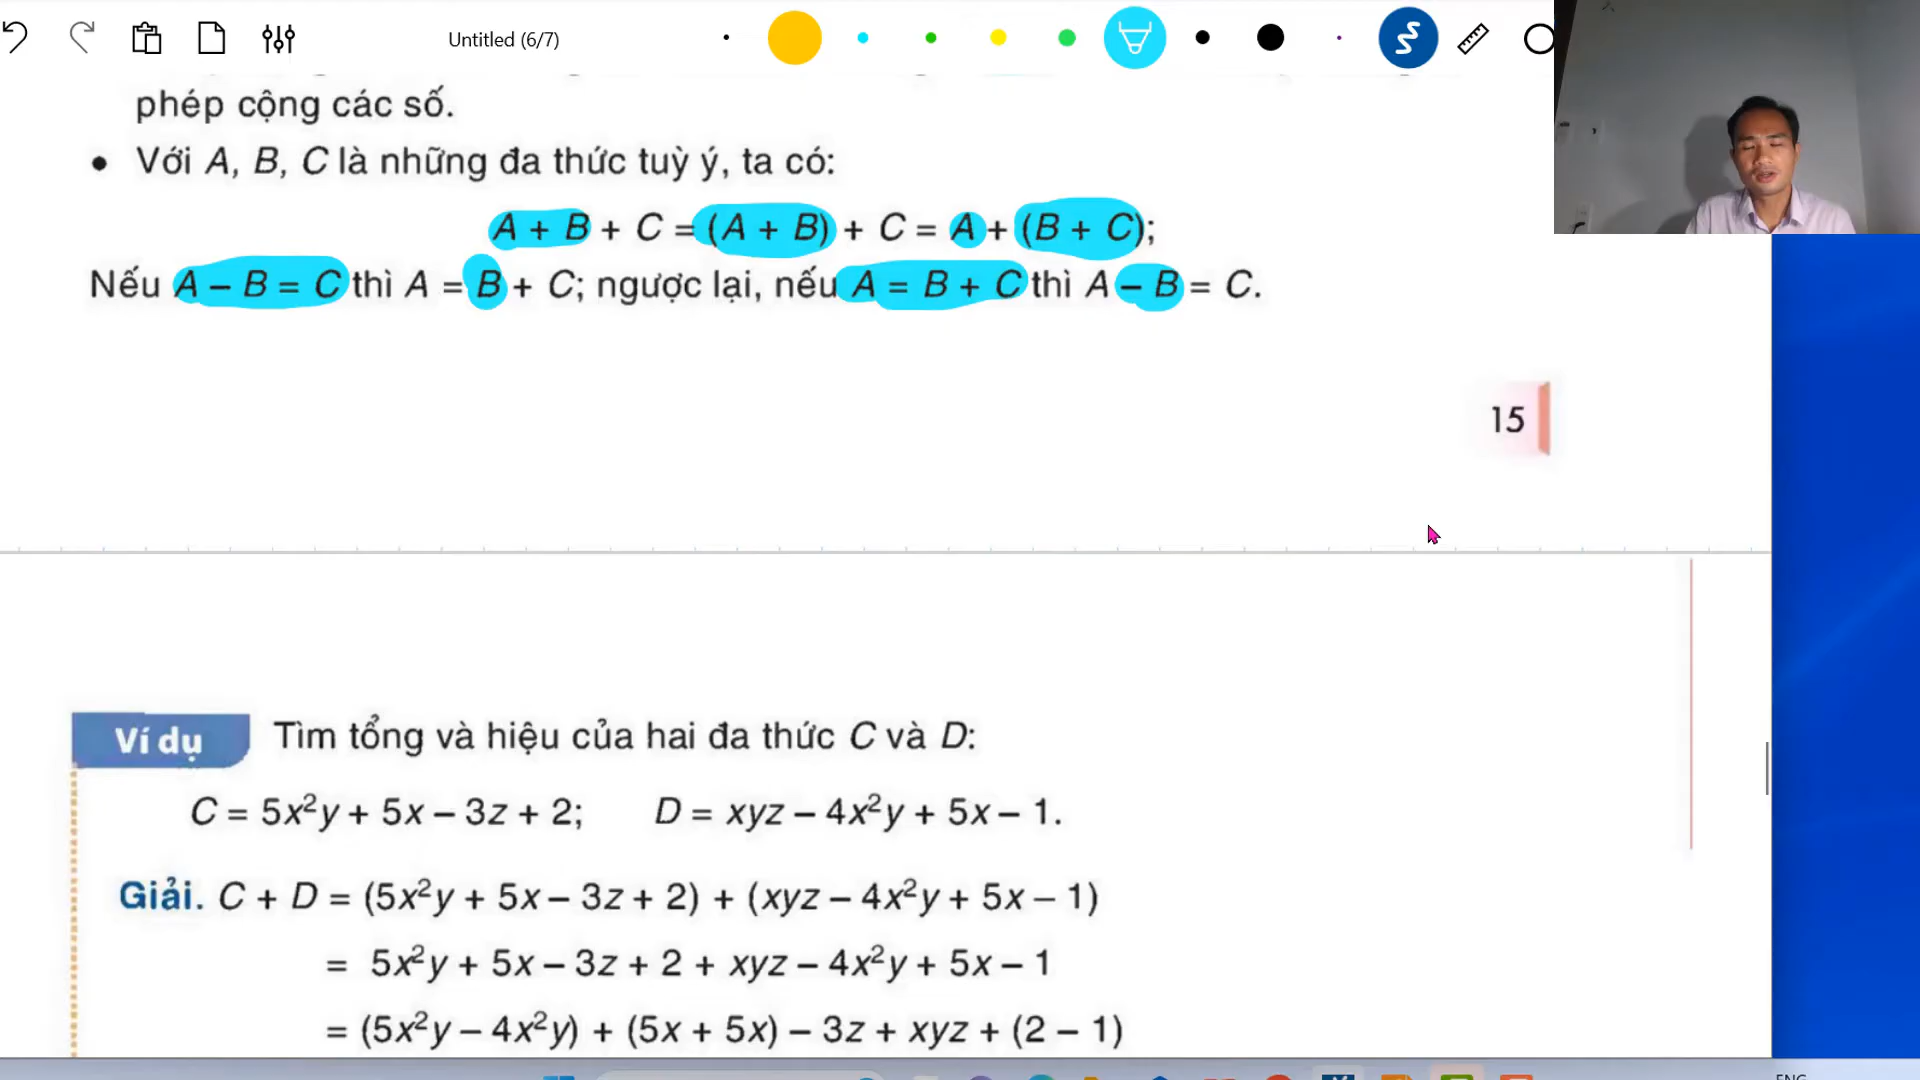 Untitled (6/7)
phép cộng các số.
• Với A, B, C là những đa thức tuỳ ý, ta có:
A + B + C = (A + B) + C = A + (B + C);
Nếu A – B = C thì A = B + C; ngược lại, nếu A = B + C thì A – B = C.
15
Ví dụ Tìm tổng và hiệu của hai đa thức C và D:
C = 5x²y + 5x – 3z + 2; D = xyz – 4x²y + 5x – 1.
Giải. C + D = (5x²y + 5x – 3z + 2) + (xyz – 4x²y + 5x – 1)
= 5x²y + 5x – 3z + 2 + xyz – 4x²y + 5x – 1
= (5x²y – 4x²y) + (5x + 5x) – 3z + xyz + (2 – 1)